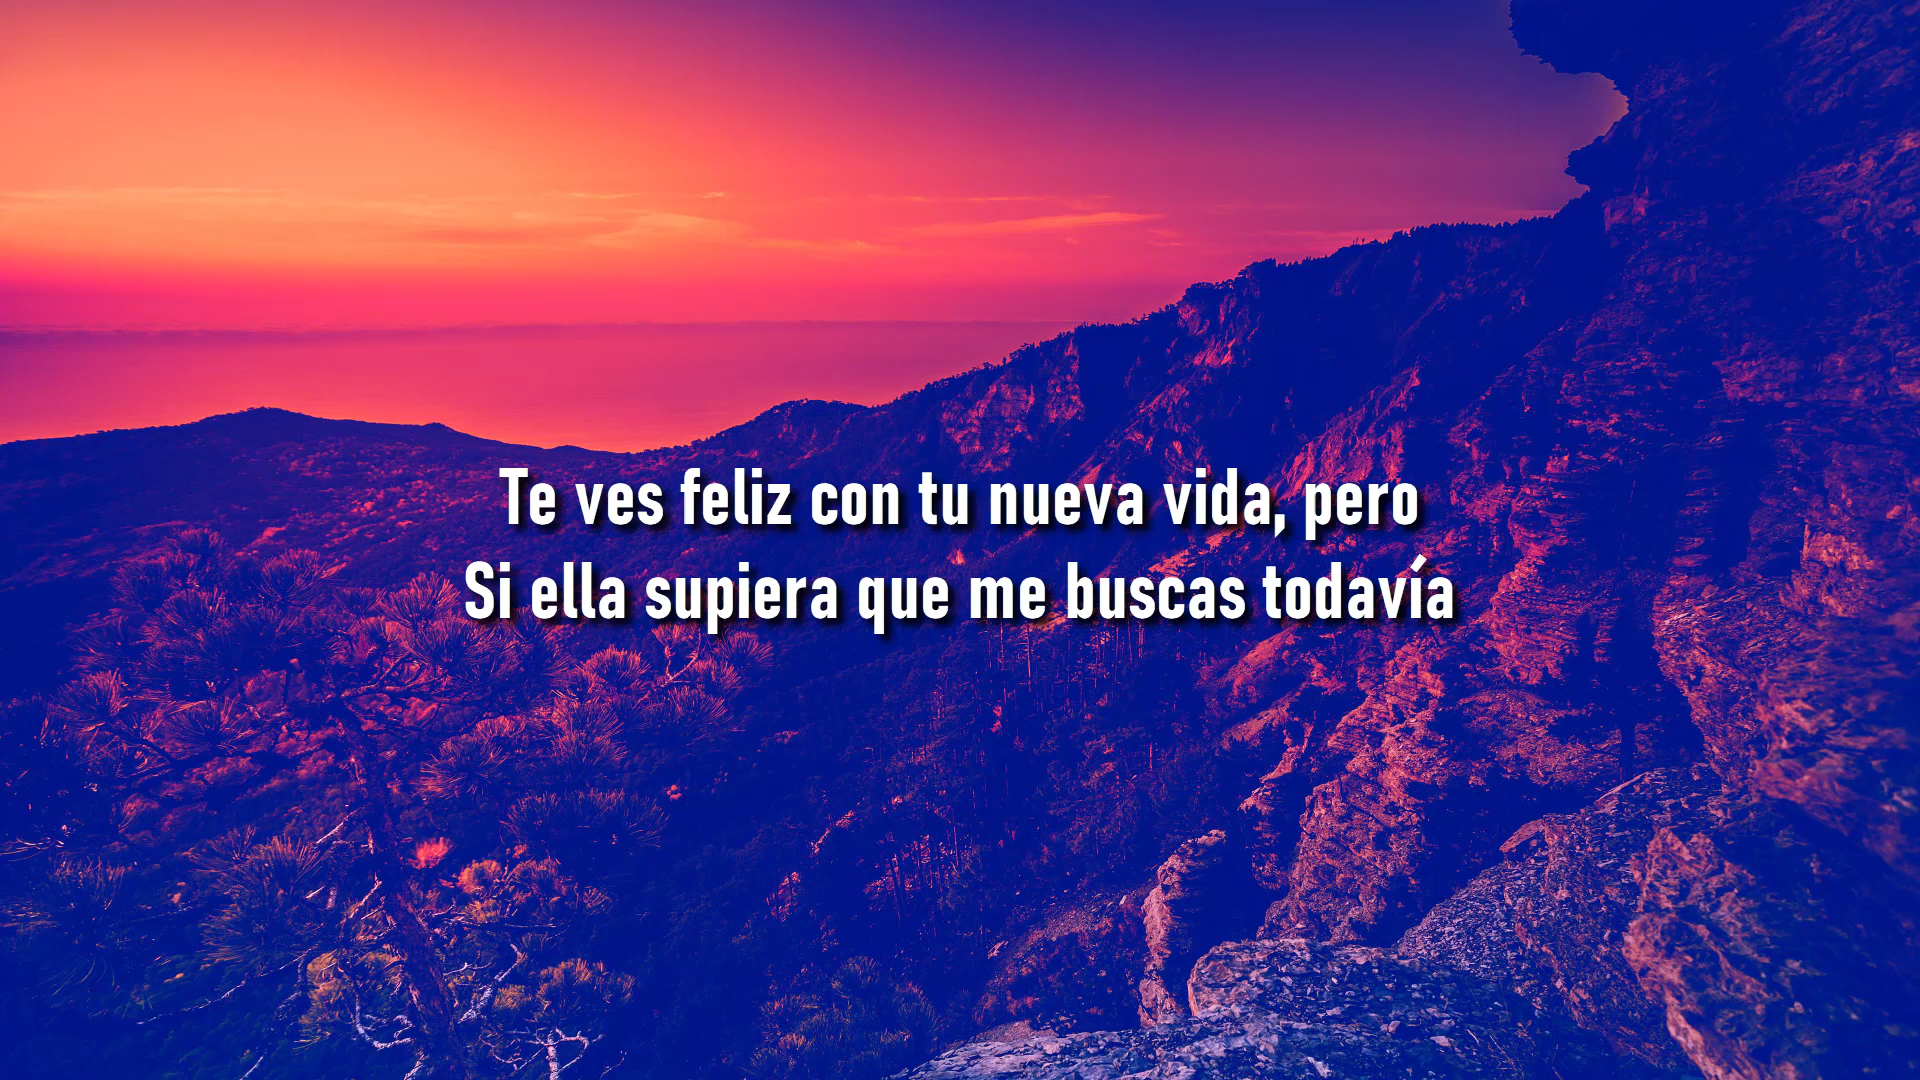 Te ves feliz con tu nueva vida, pero
Si ella supiera que me buscas todavía